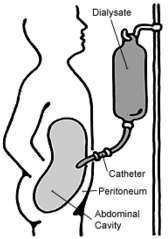 Dialysate
Catheter
Peritoneum
Abdominal
Cavity